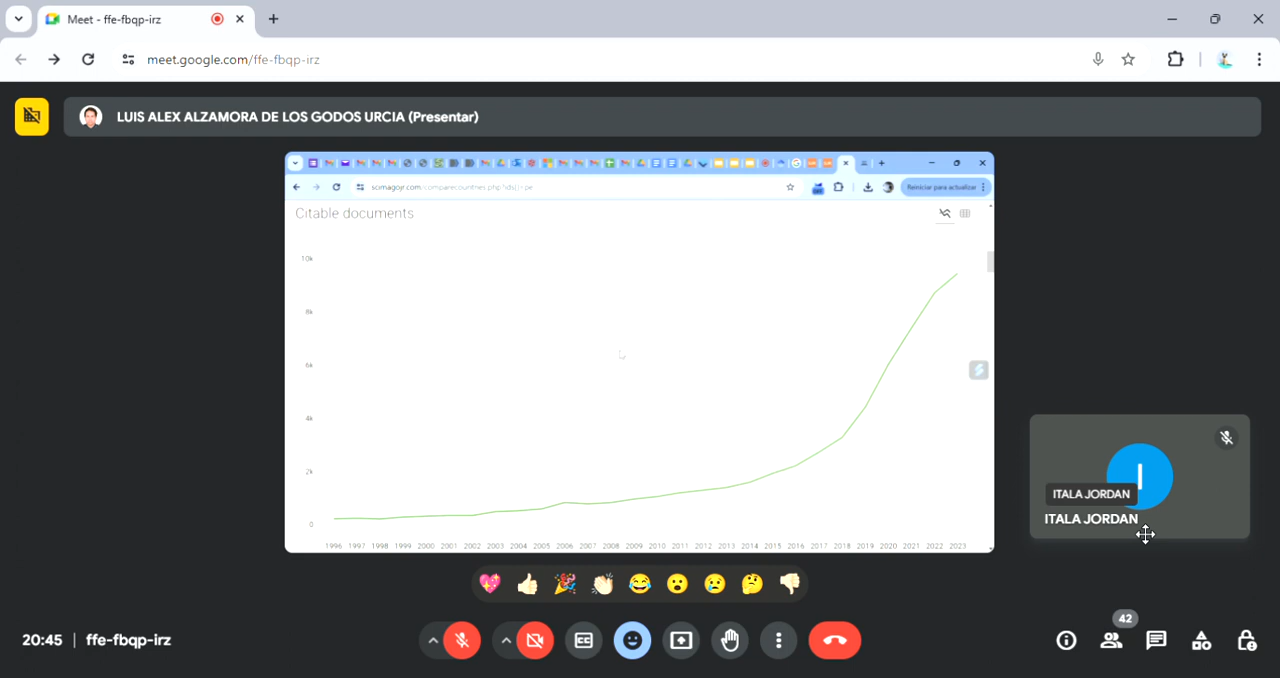 Meet - ffe-fbqp-irz
meet.google.com/ffe-fbqp-irz
LUIS ALEX ALZAMORA DE LOS GODOS URCIA (Presentar)
scimagojr.com/comparecountries.php
Reiniciar para actualizar
Citable documents
10k
8k
6k
4k
2k
0
1996 1997 1998 1999 2000 2001 2002 2003 2004 2005 2006 2007 2008 2009 2010 2011 2012 2013 2014 2015 2016 2017 2018 2019 2020 2021 2022 2023
I
ITALA JORDAN
ITALA JORDAN
20:45 | ffe-fbqp-irz
42